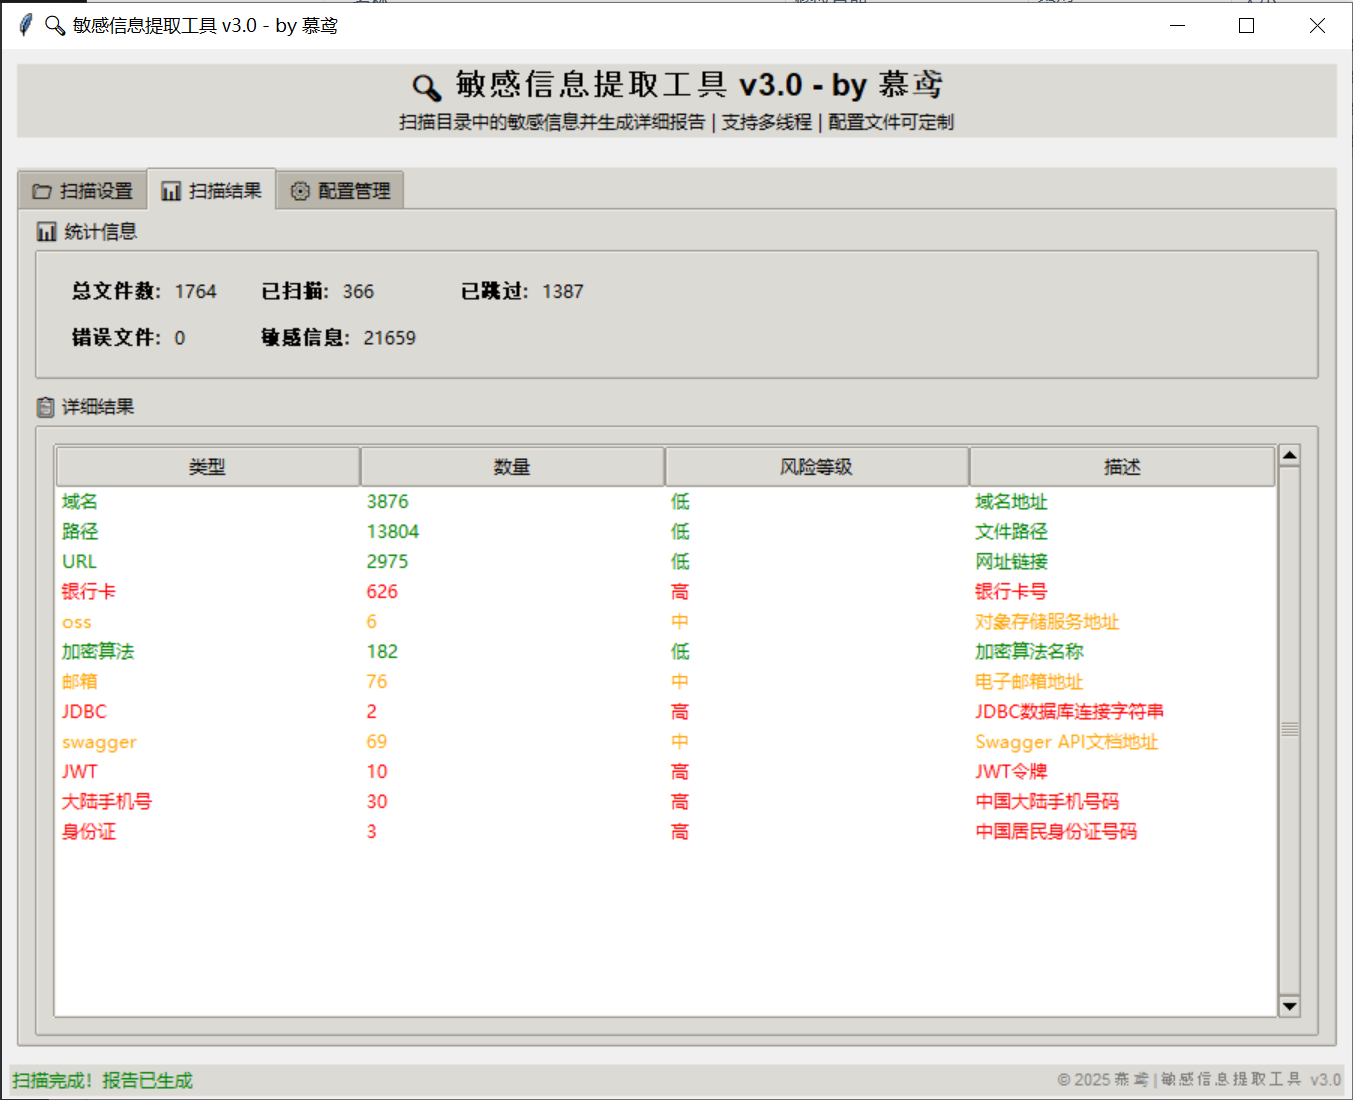 敏感信息提取工具 v3.0 - by 慕鸢
敏感信息提取工具 v3.0 - by 慕鸢
扫描目录中的敏感信息并生成详细报告 | 支持多线程 | 配置文件可定制
扫描设置 扫描结果 配置管理
统计信息
总文件数: 1764 已扫描: 366 已跳过: 1387
错误文件: 0 敏感信息: 21659
详细结果
类型 数量 风险等级 描述
域名 3876 低 域名地址
路径 13804 低 文件路径
URL 2975 低 网址链接
银行卡 626 高 银行卡号
oss 6 中 对象存储服务地址
加密算法 182 低 加密算法名称
邮箱 76 中 电子邮箱地址
JDBC 2 高 JDBC数据库连接字符串
swagger 69 中 Swagger API文档地址
JWT 10 高 JWT令牌
大陆手机号 30 高 中国大陆手机号码
身份证 3 高 中国居民身份证号码
扫描完成！报告已生成
© 2025 慕鸢 | 敏感信息提取工具 v3.0